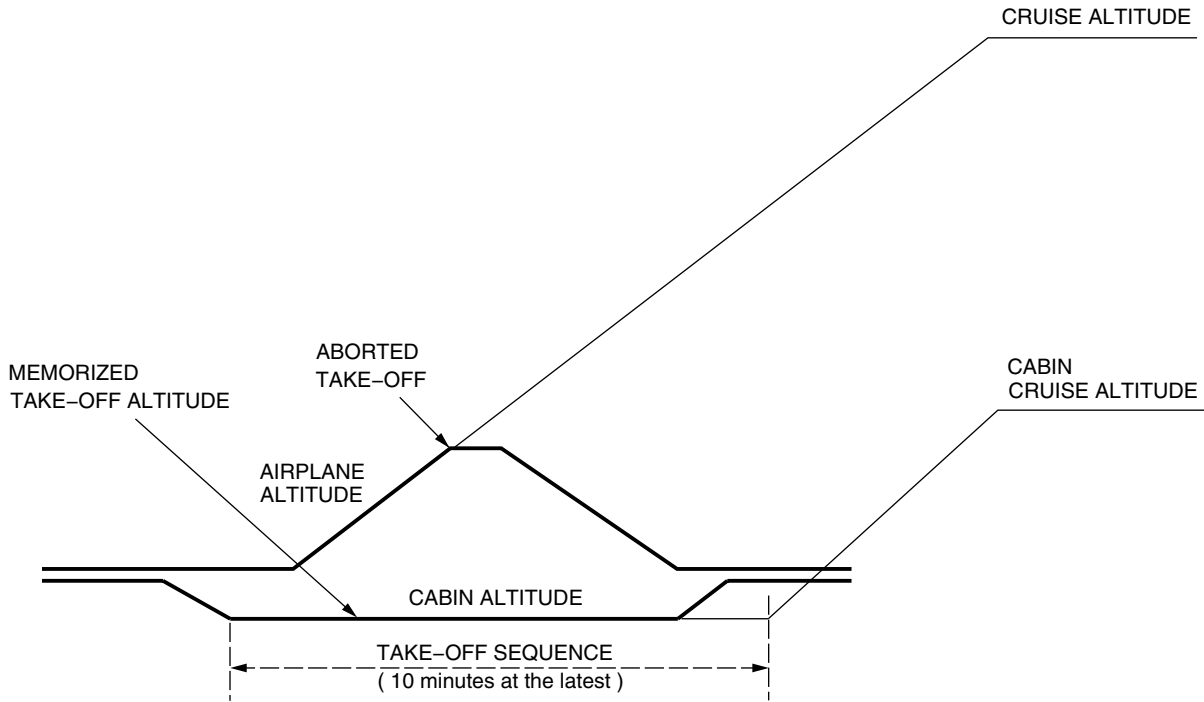 CRUISE ALTITUDE
ABORTED
TAKE−OFF
MEMORIZED
TAKE−OFF ALTITUDE
CABIN
CRUISE ALTITUDE
AIRPLANE
ALTITUDE
CABIN ALTITUDE
TAKE−OFF SEQUENCE
( 10 minutes at the latest )